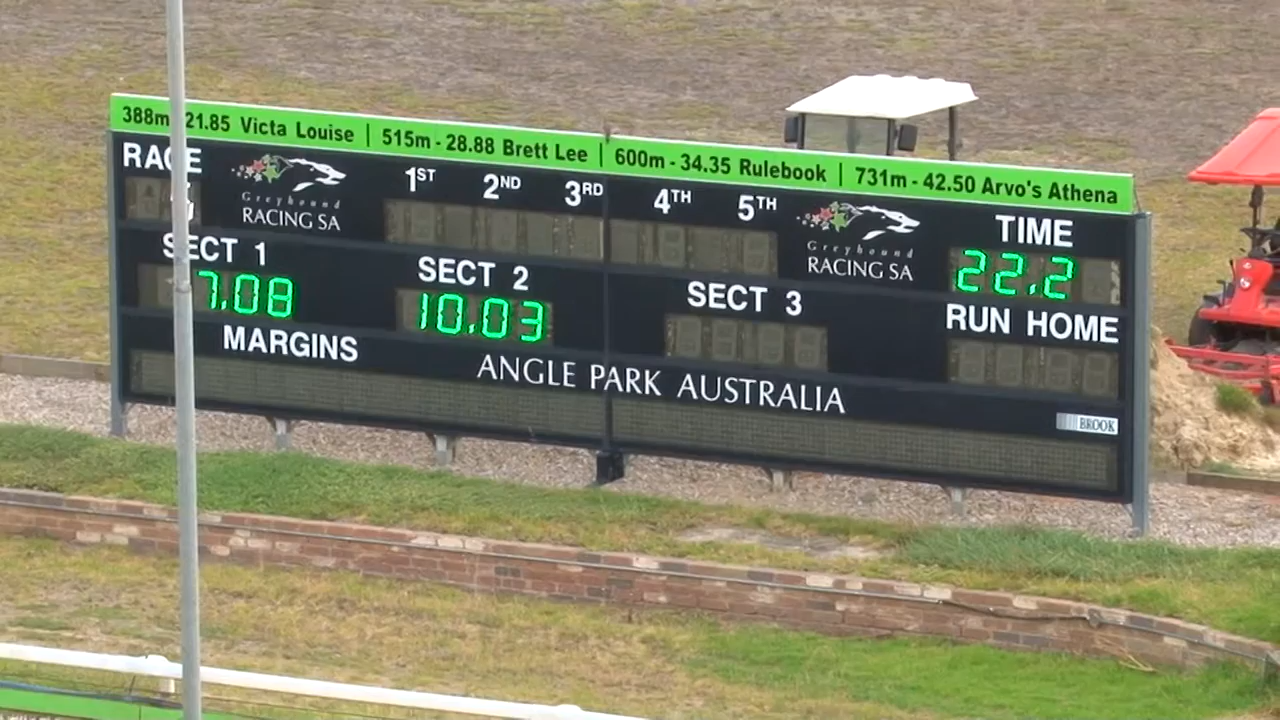 388m 21.85 Victa Louise | 515m - 28.88 Brett Lee | 600m - 34.35 Rulebook | 731m - 42.50 Arvo's Athena
RACE
Greyhound
RACING SA
1ST 2ND 3RD 4TH 5TH
Greyhound
RACING SA
TIME
22.2
SECT 1
7.08
SECT 2
10.03
SECT 3
RUN HOME
MARGINS
ANGLE PARK AUSTRALIA
BROOK